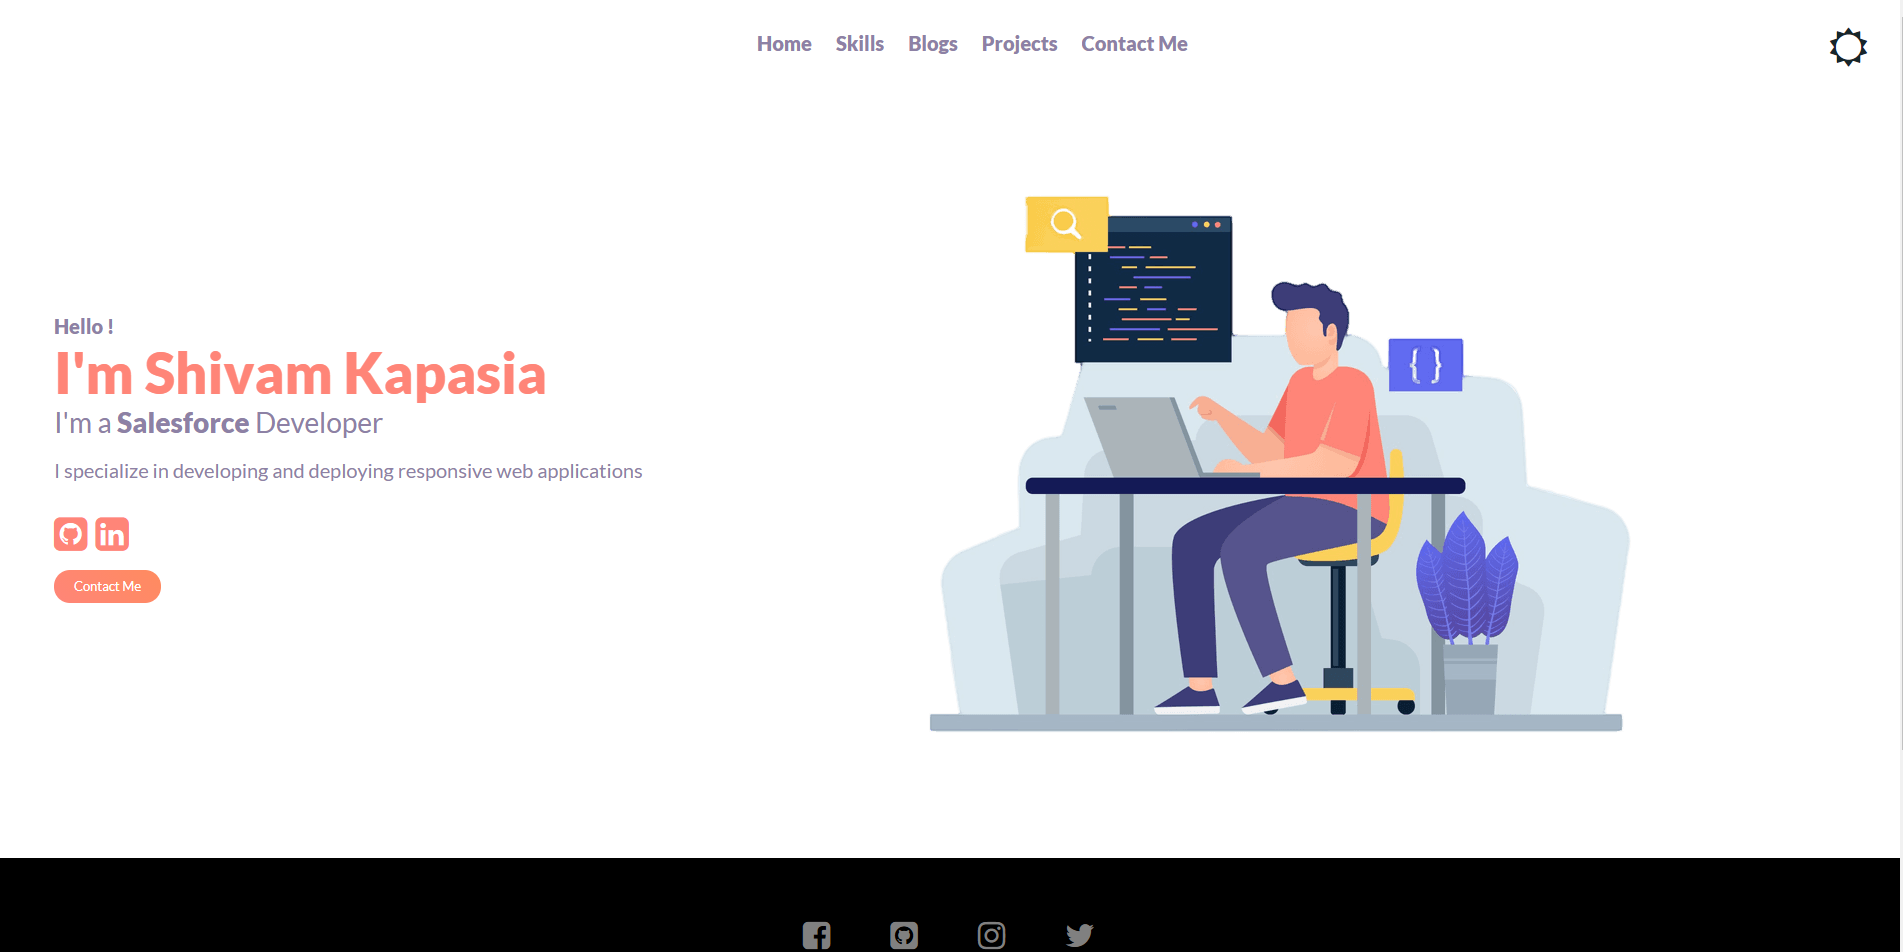 Home Skills Blogs Projects Contact Me
Hello !
I'm Shivam Kapasia
I'm a Salesforce Developer
I specialize in developing and deploying responsive web applications
in
Contact Me
{ }